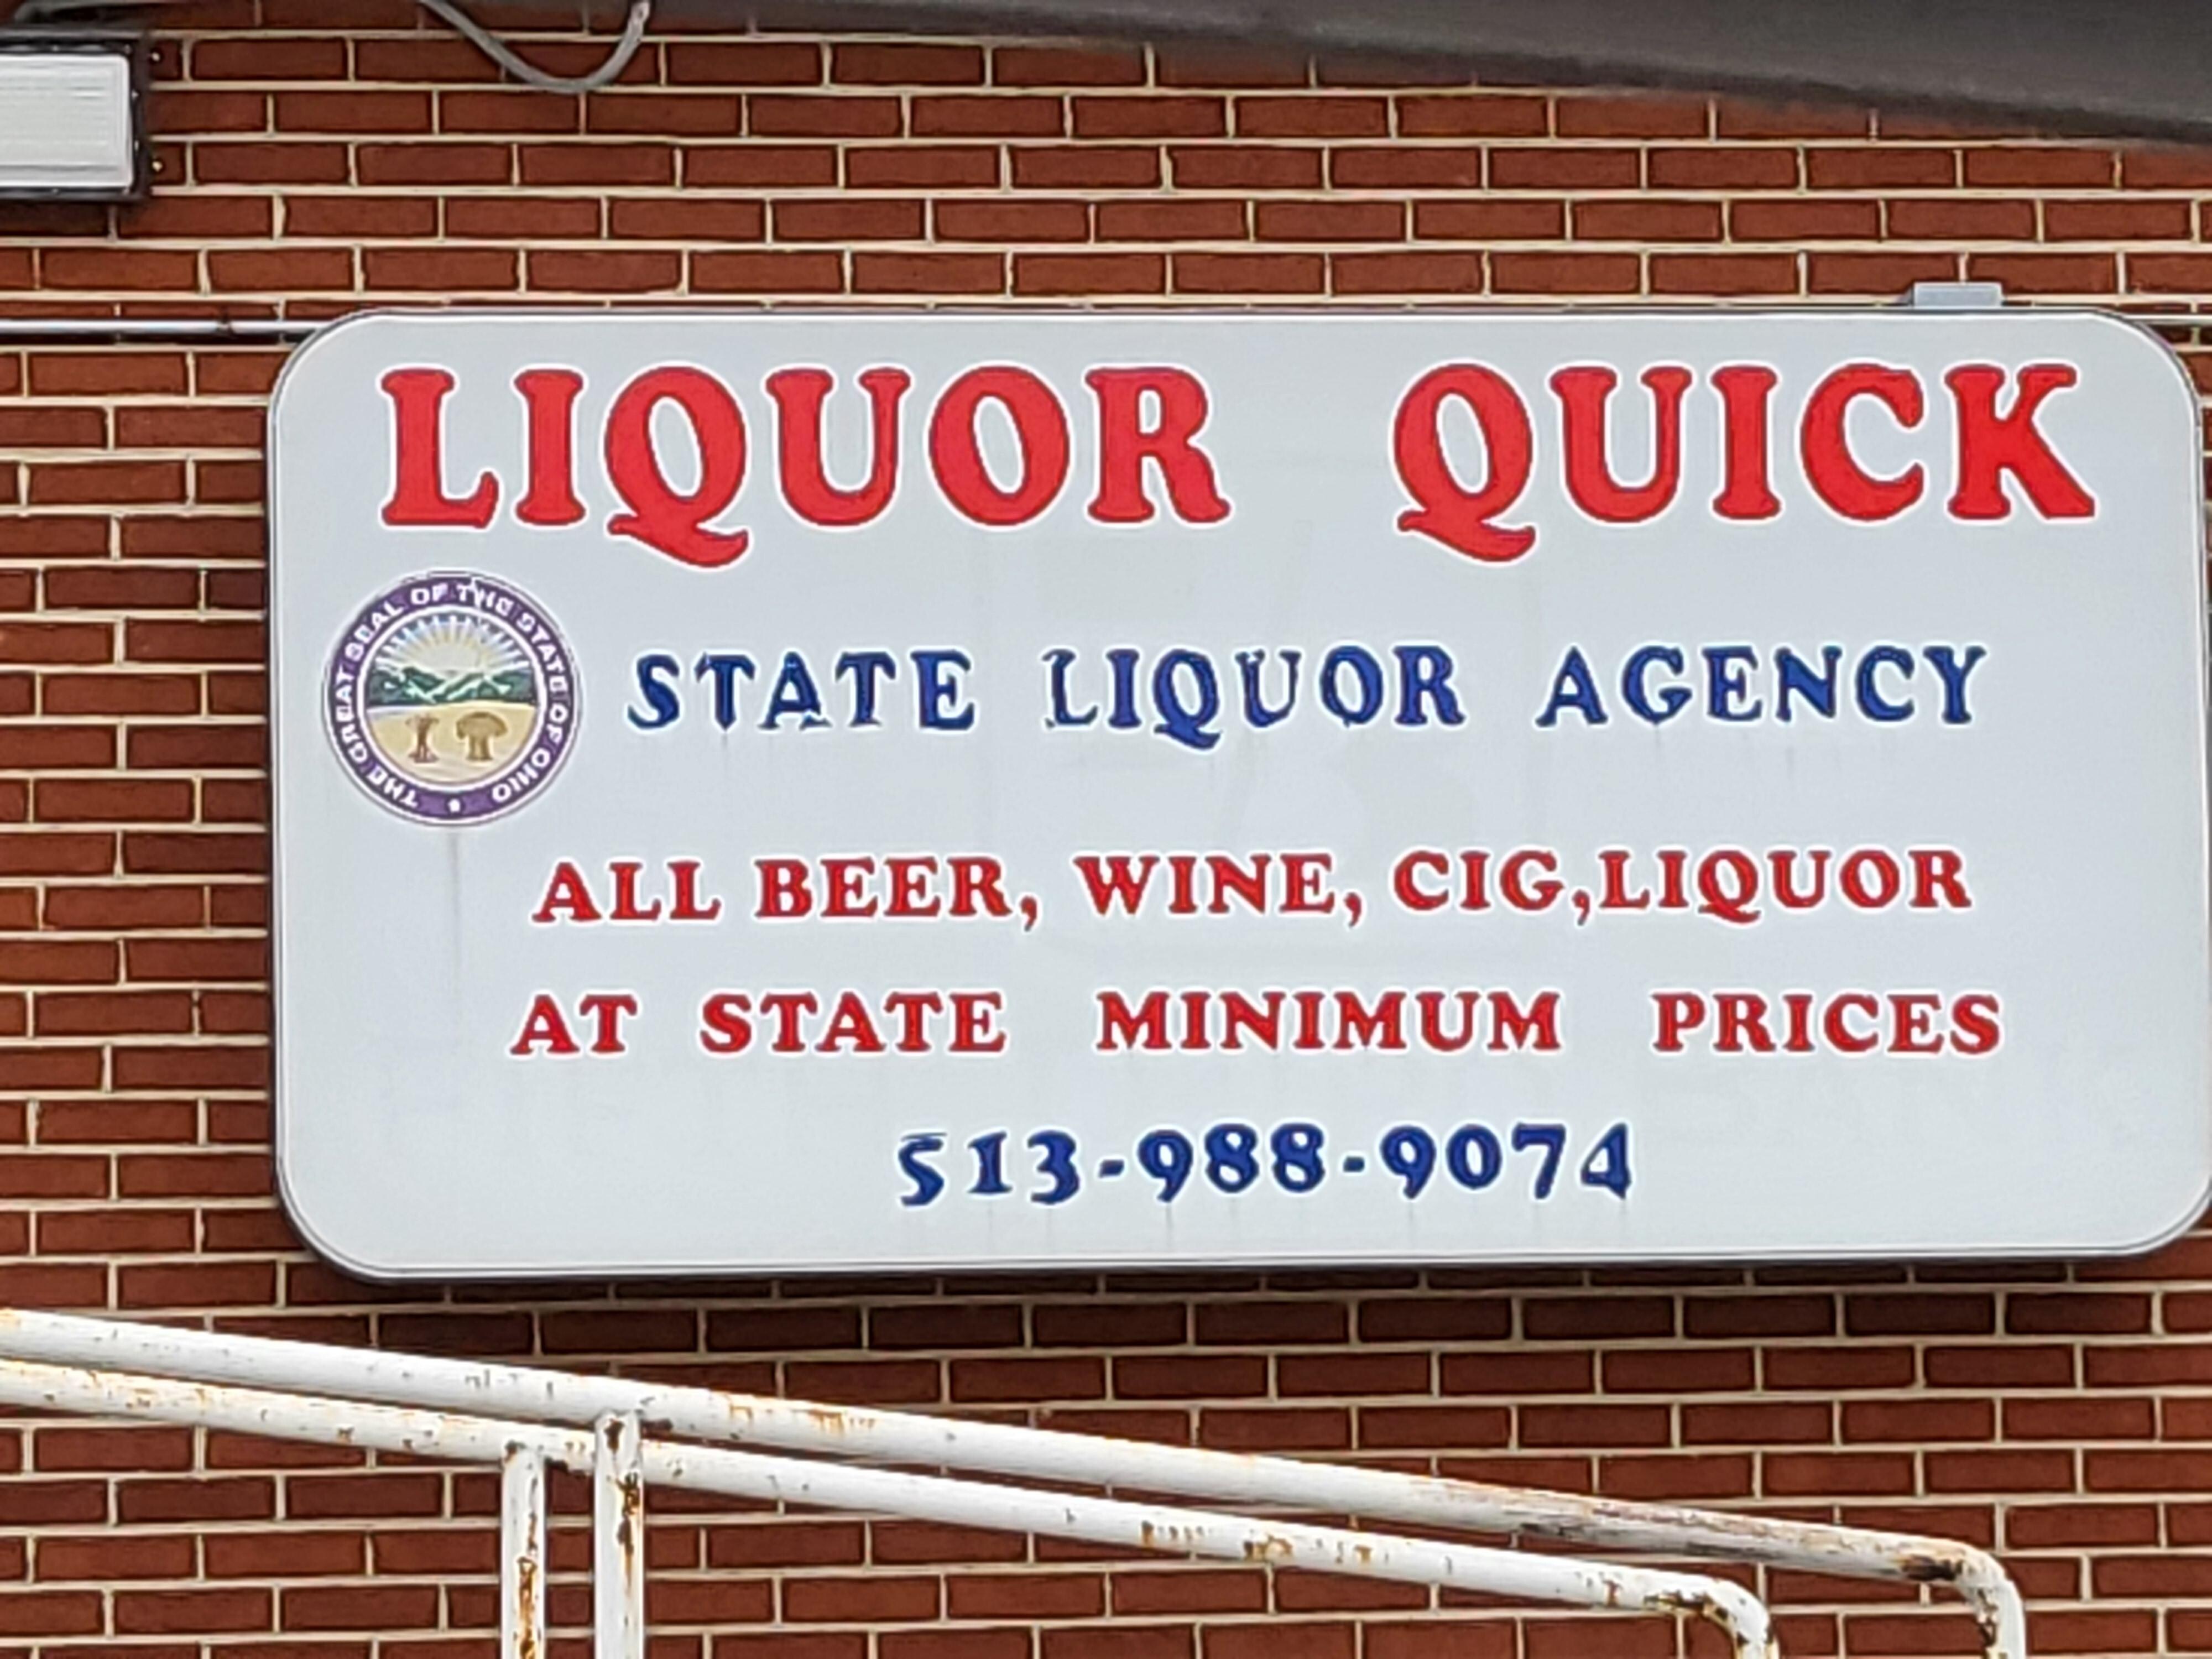 LIQUOR QUICK
THE GREAT SEAL OF THE STATE OF OHIO
STATE LIQUOR AGENCY
ALL BEER, WINE, CIG,LIQUOR
AT STATE MINIMUM PRICES
513-988-9074